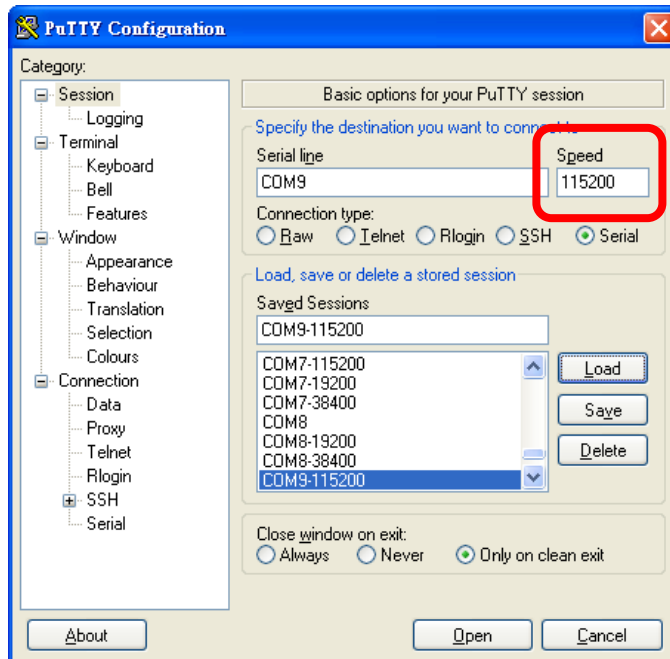 PuTTY Configuration
Category:
Session
Logging
Terminal
Keyboard
Bell
Features
Window
Appearance
Behaviour
Translation
Selection
Colours
Connection
Data
Proxy
Telnet
Rlogin
SSH
Serial
Basic options for your PuTTY session
Specify the destination you want to connect to
Serial line Speed
COM9 115200
Connection type:
Raw Telnet Rlogin SSH Serial
Load, save or delete a stored session
Saved Sessions
COM9-115200
COM7-115200
COM7-19200
COM7-38400
COM8
COM8-19200
COM8-38400
COM9-115200
Load
Save
Delete
Close window on exit:
Always Never Only on clean exit
About Open Cancel